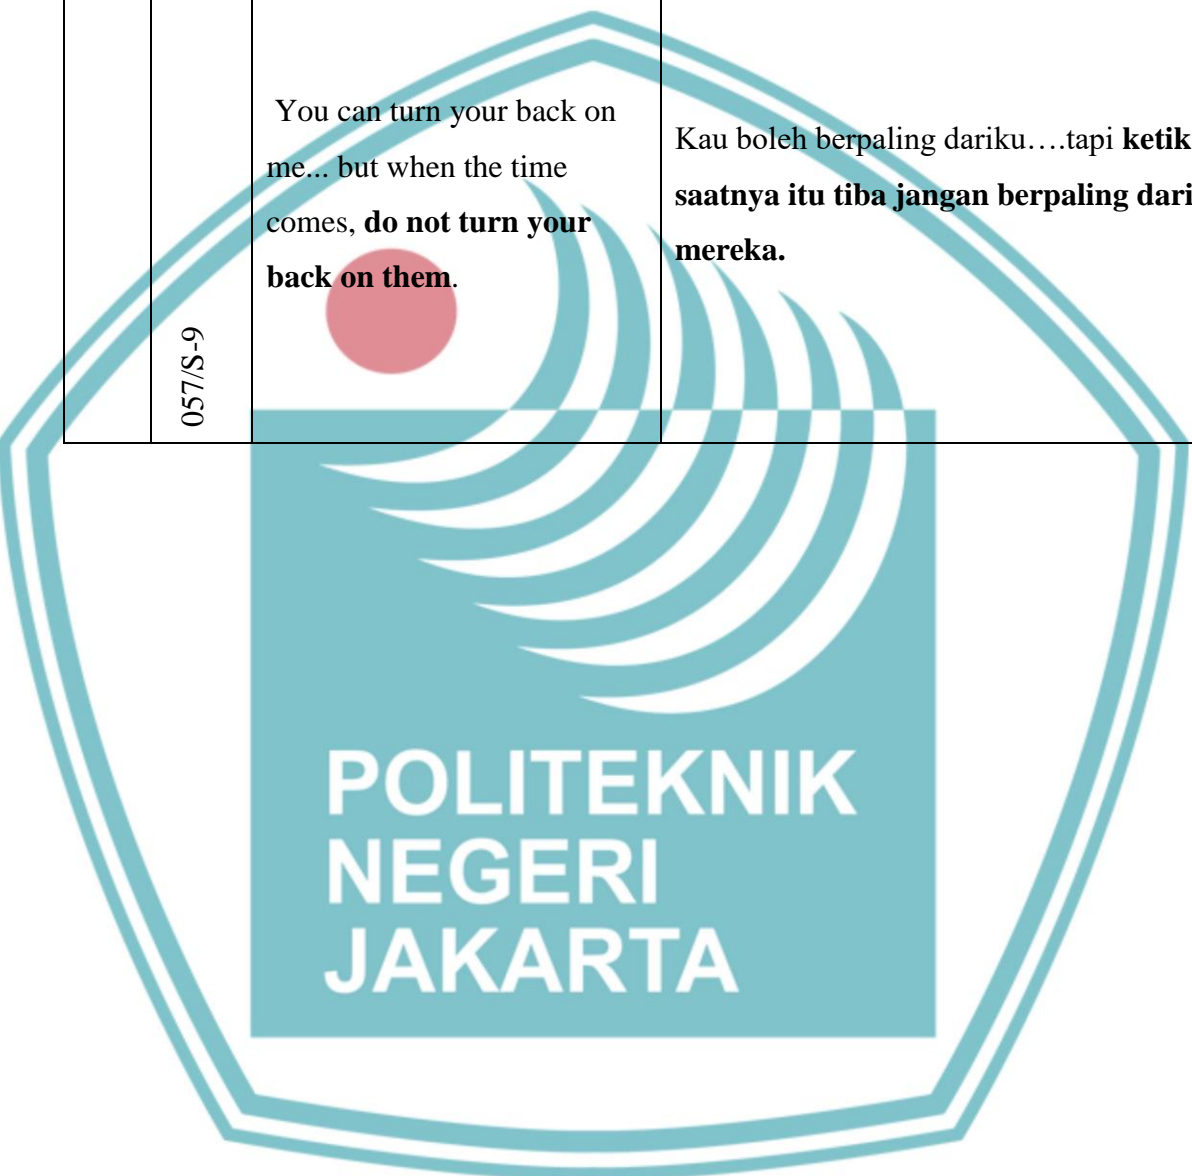 057/S-9
You can turn your back on
me... but when the time
comes, do not turn your
back on them.
Kau boleh berpaling dariku….tapi ketik
saatnya itu tiba jangan berpaling dari
mereka.
POLITEKNIK
NEGERI
JAKARTA